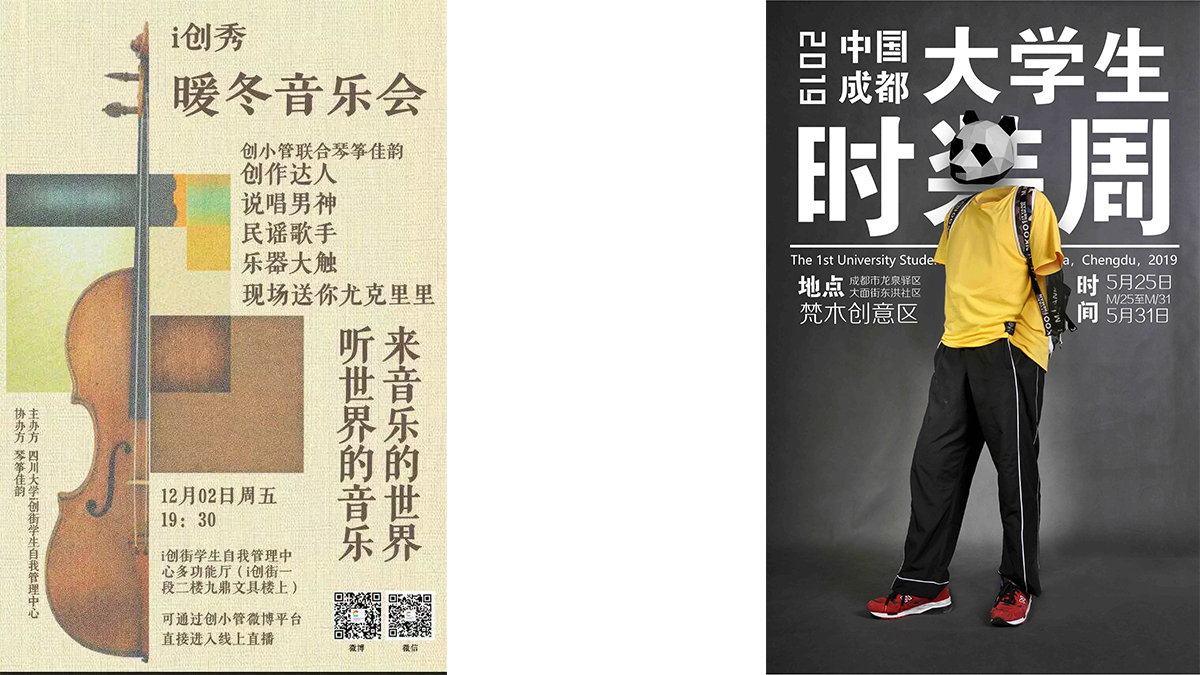 i创秀
暖冬音乐会
创小管联合琴筝佳韵
创作达人
说唱男神
民谣歌手
乐器大触
现场送你尤克里里
来音乐的世界
听世界的音乐
主办方 四川大学i创街学生自我管理中心
协办方 琴筝佳韵
12月02日周五
19：30
i创街学生自我管理中
心多功能厅（i创街一
段二楼九鼎文具楼上）
可通过创小管微博平台
直接进入线上直播
微博
微信
2019
中国
成都
大学生
时装周
The 1st University Stude
a, Chengdu, 2019
地点
成都市龙泉驿区
大面街东洪社区
梵木创意区
时间
5月25日
M/25至M/31
5月31日